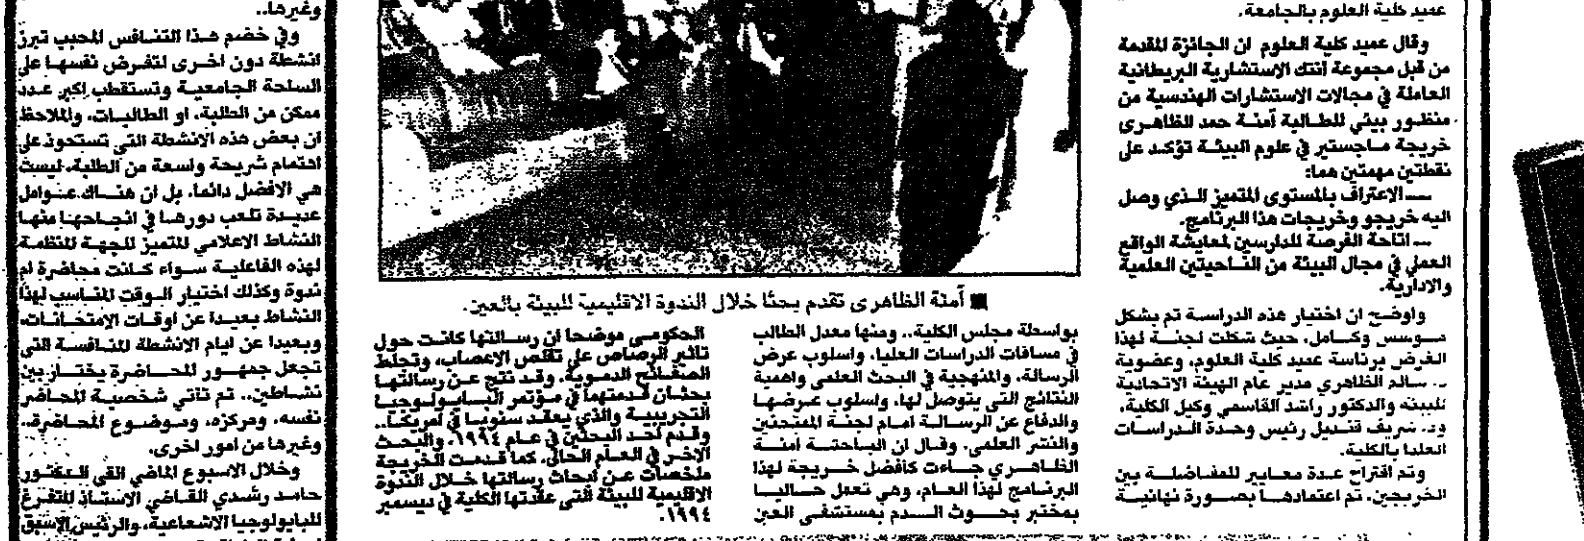 عميد كلية العلوم بالجامعة.
وقال عميد كلية العلوم ان الجائزة المقدمة
من قبل مجموعة انتك الاستشارية البريطانية
العاملة في مجالات الاستشارات الهندسية من
منظور بيئي للطالبة آمنة حمد الظاهرى
خريجة ماجستير في علوم البيئة تؤكد على
نقطتين مهمتين هما:
ــ الاعتراف بالمستوى المتميز الذي وصل
اليه خريجو وخريجات هذا البرنامج.
ــ اتاحة الفرصة للدارسين لمعايشة الواقع
العملي في مجال البيئة من الناحيتين العلمية
والادارية.
واوضح ان اختيار هذه الدراسة تم بشكل
موسس وكامل، حيث شكلت لجنة لهذا
الغرض برئاسة عميد كلية العلوم، وعضوية
د. سالم الظاهري مدير عام الهيئة الاتحادية
للبيئة والدكتور راشد القاسمي وكيل الكلية،
ود. شريف قنديل رئيس وحدة الدراسات
العليا بالكلية.
وتم اقتراح عدة معايير للمفاضلة بين
الخريجين، تم اعتمادها بصورة نهائية
■ آمنة الظاهرى تقدم بحثا خلال الندوة الاقليمية للبيئة بالعين.
بواسطة مجلس الكلية.. ومنها معدل الطالب
في مساقات الدراسات العليا، واسلوب عرض
الرسالة، والمنهجية في البحث العلمي واهمية
النتائج التي يتوصل لها، واسلوب عرضها
والدفاع عن الرسالة امام لجنة الممتحنين
والنشر العلمي. وقال ان الباحثة امنة
الظاهري جاءت كأفضل خريجة لهذا
البرنامج لهذا العام، وهي تعمل حاليا
بمختبر بحوث الدم بمستشفى العين
الحكومي موضحا ان رسالتها كانت حول
تاثير الرصاص على تقلص الاعصاب، وتجلط
الصفائح الدموية، وقد نتج عن رسالتها
بحثان قدمتهما في مؤتمر البايولوجيا
التجريبية والذي يعقد سنويا في امريكا..
وقدم احد البحثين في عام ١٩٩٤، والبحث
الاخر في العام الحالي، كما قدمت الخريجة
ملخصات عن ابحاث رسالتها خلال الندوة
الاقليمية للبيئة التي عقدتها الكلية في ديسمبر
١٩٩٤.
وغيرها..
وفي خضم هذا التنافس المحبب تبرز
انشطة دون اخرى لتفرض نفسها على
الساحة الجامعية وتستقطب اكبر عدد
ممكن من الطلبة، او الطالبات، والملاحظ
ان بعض هذه الانشطة التي تستحوذ على
اهتمام شريحة واسعة من الطلبة، ليست
هي الافضل دائما، بل ان هناك عوامل
عديدة تلعب دورها في انجاحها منها
النشاط الاعلامي المتميز للجهة المنظمة
لهذه الفاعلية سواء كانت محاضرة ام
ندوة وكذلك اختيار الوقت المناسب لهذا
النشاط بعيدا عن اوقات الامتحانات،
وبعيدا عن ايام الانشطة المنافسة التي
تجعل جمهور المحاضرة يختار بين
نشاطين.. ثم تاتي شخصية المحاضر
نفسه، ومركزه، وموضوع المحاضرة..
وغيرها من امور اخرى.
وخلال الاسبوع الماضي القى الدكتور
حامد رشدي القاضي الاستاذ المتفرغ
للبايولوجيا الاشعاعية، والرئيس الاسبق